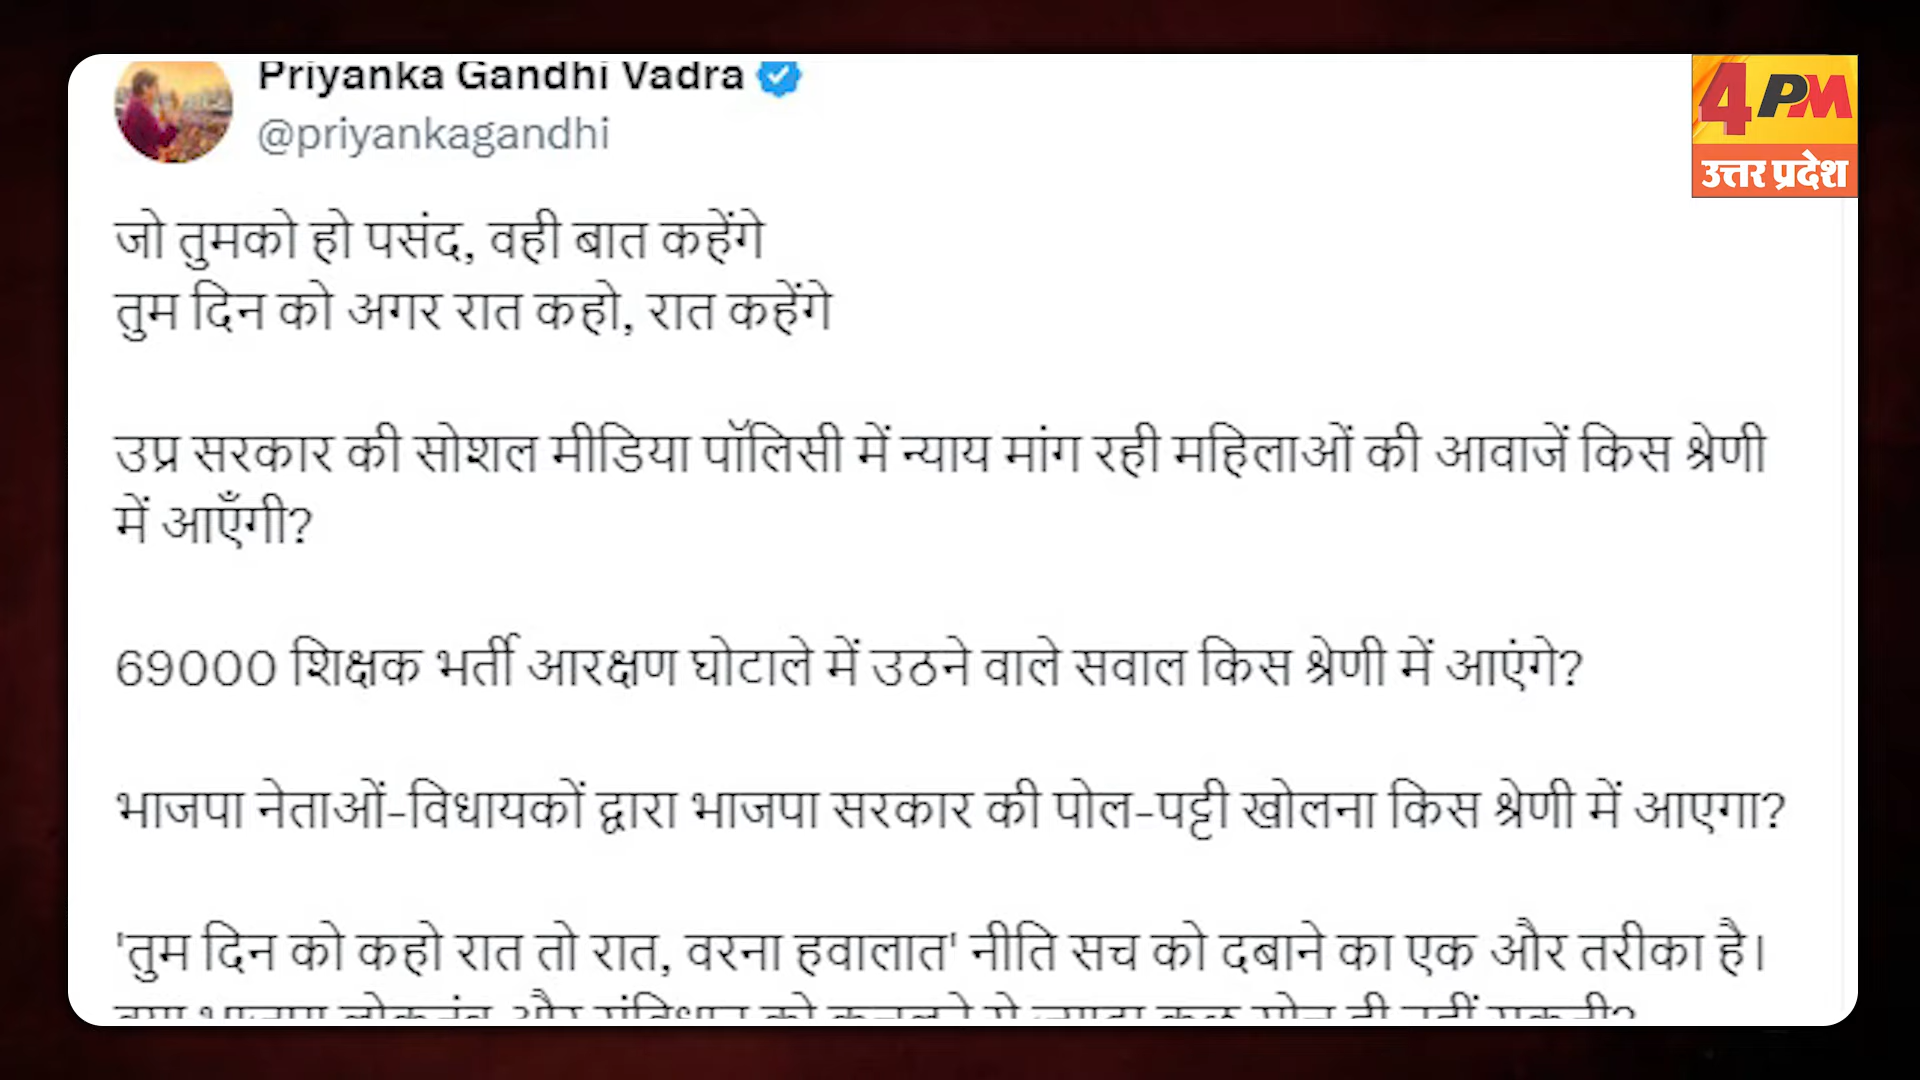 Priyanka Gandhi Vadra
@priyankagandhi
4PM
उत्तर प्रदेश
जो तुमको हो पसंद, वही बात कहेंगे
तुम दिन को अगर रात कहो, रात कहेंगे
उप्र सरकार की सोशल मीडिया पॉलिसी में न्याय मांग रही महिलाओं की आवाजें किस श्रेणी
में आएँगी?
69000 शिक्षक भर्ती आरक्षण घोटाले में उठने वाले सवाल किस श्रेणी में आएंगे?
भाजपा नेताओं-विधायकों द्वारा भाजपा सरकार की पोल-पट्टी खोलना किस श्रेणी में आएगा?
'तुम दिन को कहो रात तो रात, वरना हवालात' नीति सच को दबाने का एक और तरीका है।